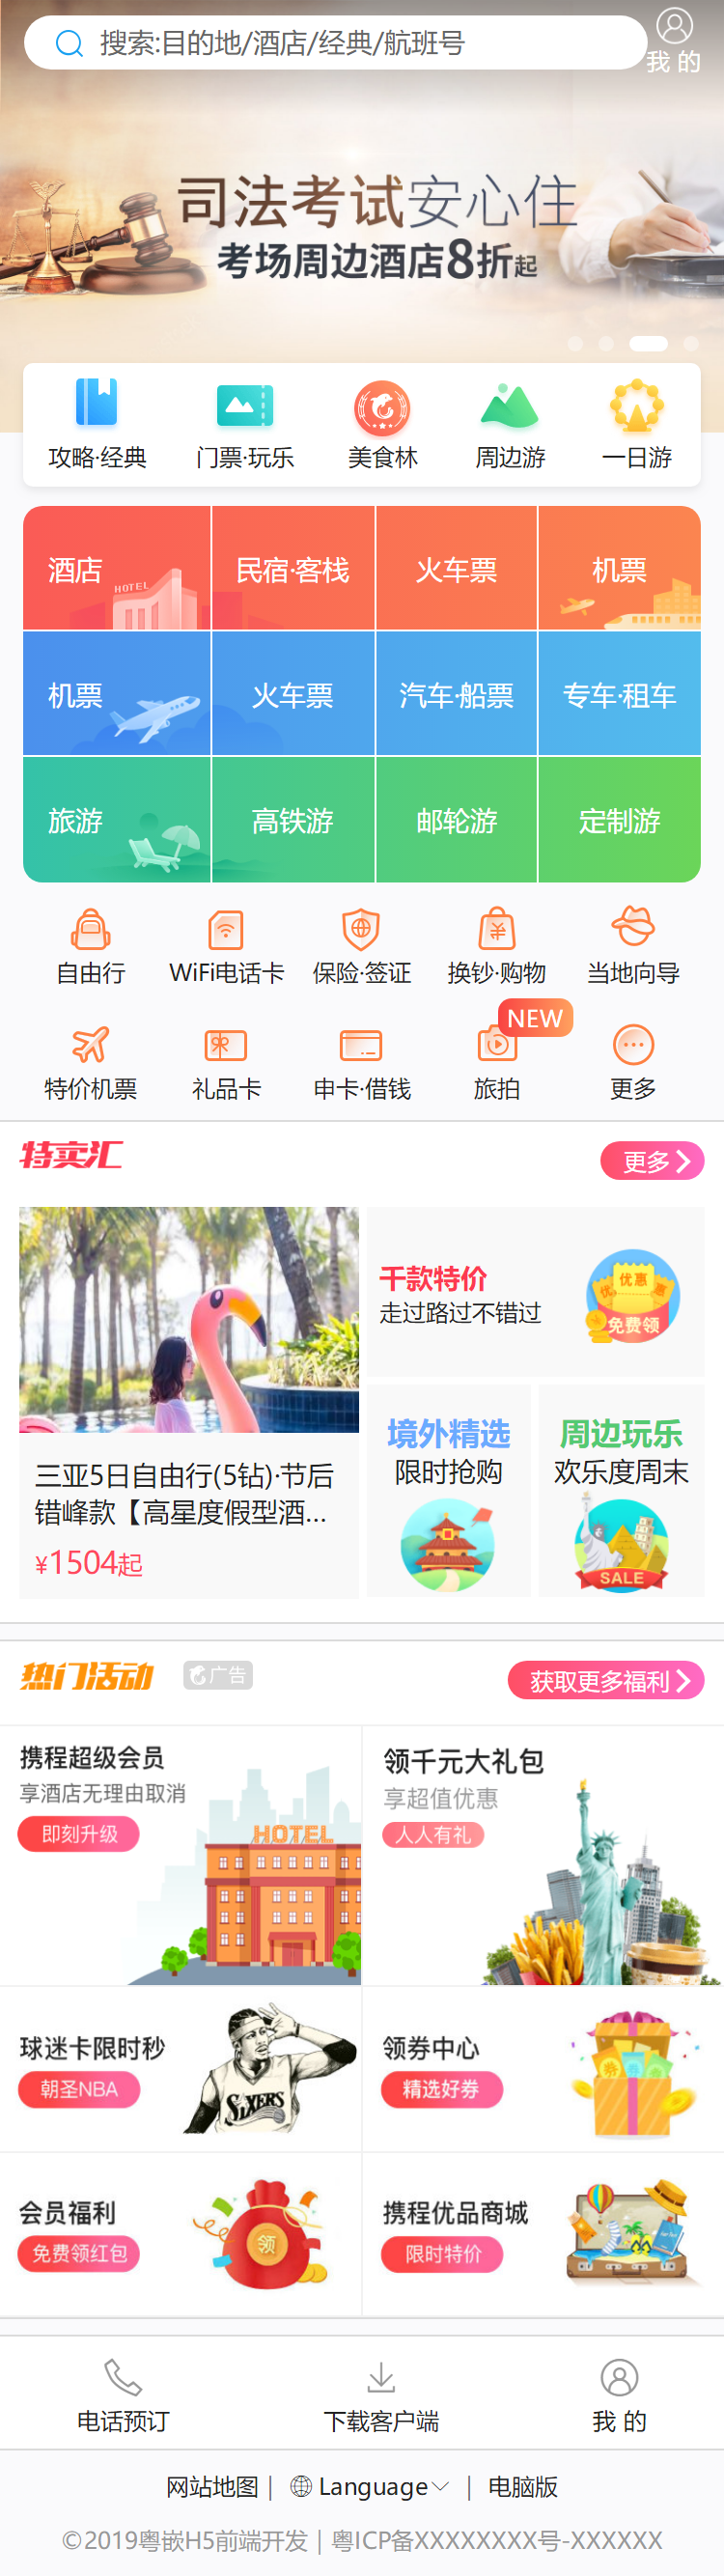 搜索:目的地/酒店/经典/航班号
我 的
司法考试安心住
考场周边酒店8折起
攻略·经典 门票·玩乐 美食林 周边游 一日游
酒店 民宿·客栈 火车票 机票
HOTEL
机票 火车票 汽车·船票 专车·租车
旅游 高铁游 邮轮游 定制游
自由行 WiFi电话卡 保险·签证 换钞·购物 当地向导
NEW
特价机票 礼品卡 申卡·借钱 旅拍 更多
特卖汇 更多
千款特价
走过路过不错过
优 优惠 惠
免费领
境外精选
限时抢购
周边玩乐
欢乐度周末
SALE
三亚5日自由行(5钻)·节后
错峰款【高星度假型酒...
¥1504起
热门活动 广告 获取更多福利
携程超级会员
享酒店无理由取消
即刻升级
HOTEL
领千元大礼包
享超值优惠
人人有礼
球迷卡限时秒
朝圣NBA
SIXERS
领券中心
精选好券
券 券
会员福利
免费领红包
领
携程优品商城
限时特价
电话预订 下载客户端 我 的
网站地图 | Language | 电脑版
©2019粤嵌H5前端开发 | 粤ICP备XXXXXXXX号-XXXXXX